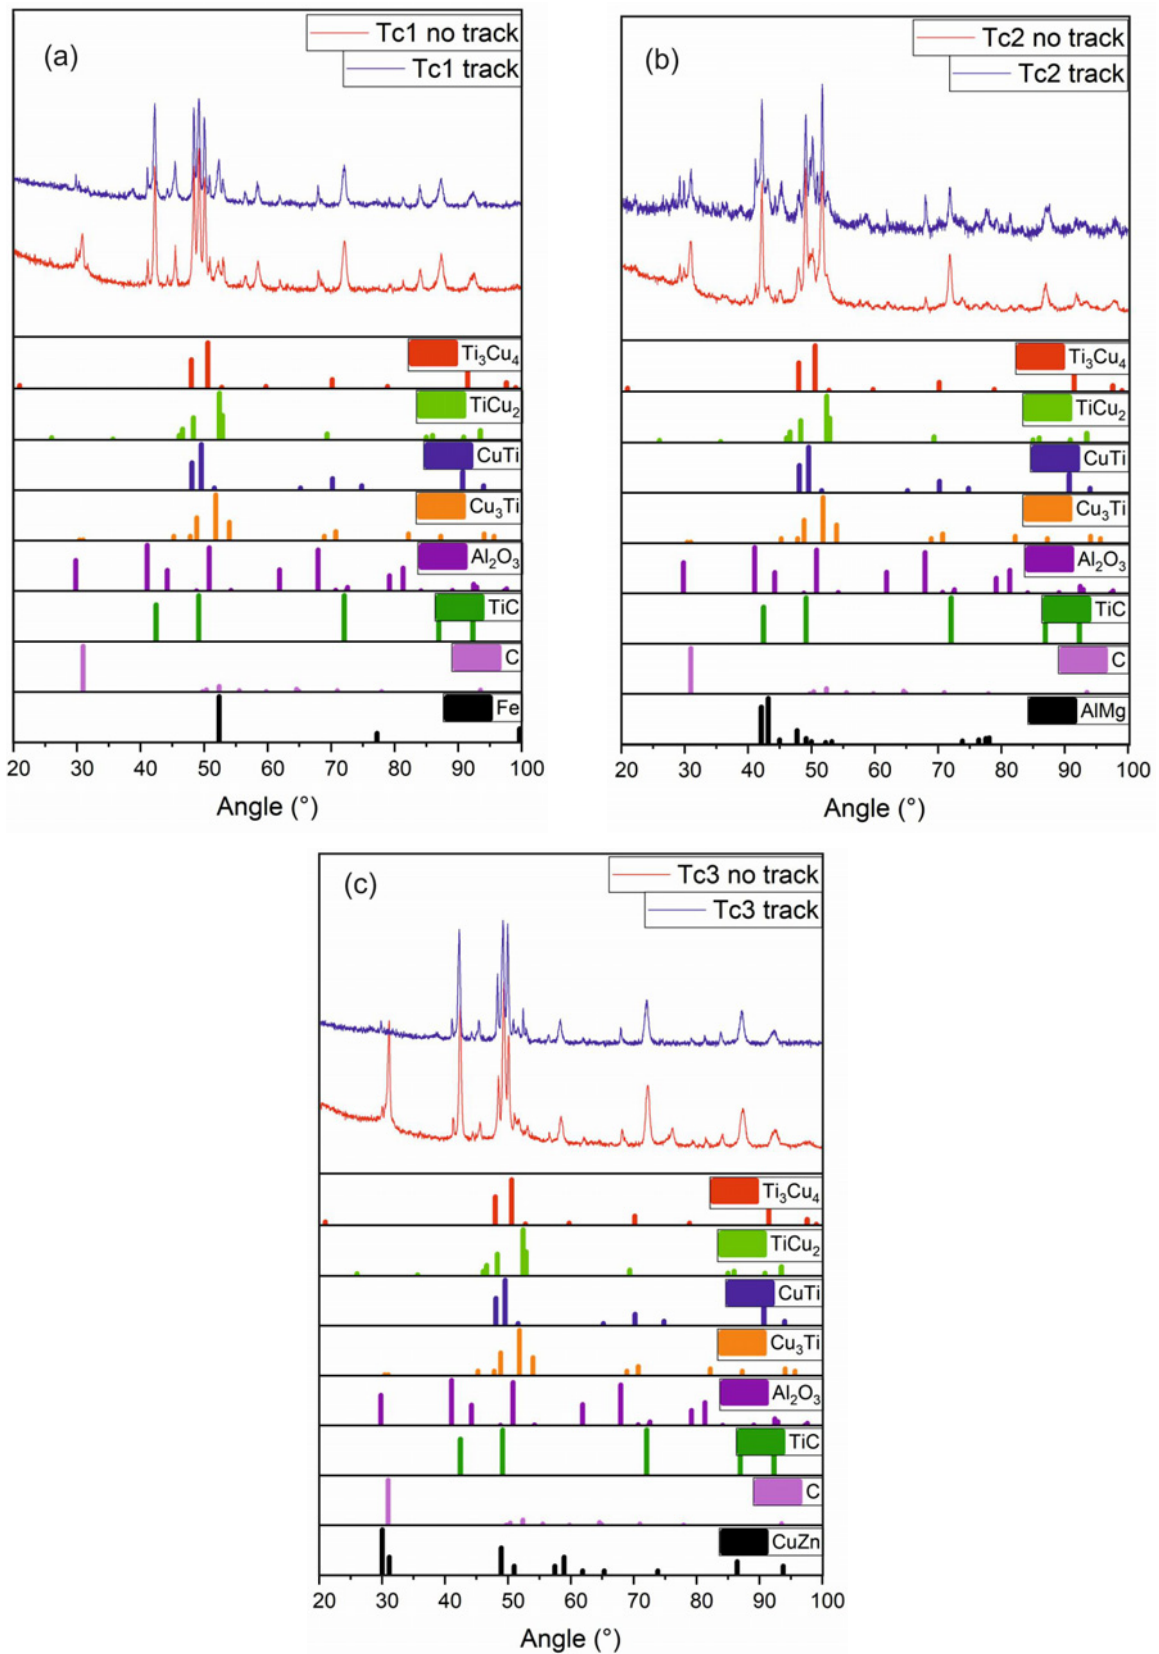 (a)
Tc1 no track
Tc1 track
Ti₃Cu₄
TiCu₂
CuTi
Cu₃Ti
Al₂O₃
TiC
C
Fe
20 30 40 50 60 70 80 90 100
Angle (°)
(b)
Tc2 no track
Tc2 track
Ti₃Cu₄
TiCu₂
CuTi
Cu₃Ti
Al₂O₃
TiC
C
AlMg
20 30 40 50 60 70 80 90 100
Angle (°)
(c)
Tc3 no track
Tc3 track
Ti₃Cu₄
TiCu₂
CuTi
Cu₃Ti
Al₂O₃
TiC
C
CuZn
20 30 40 50 60 70 80 90 100
Angle (°)